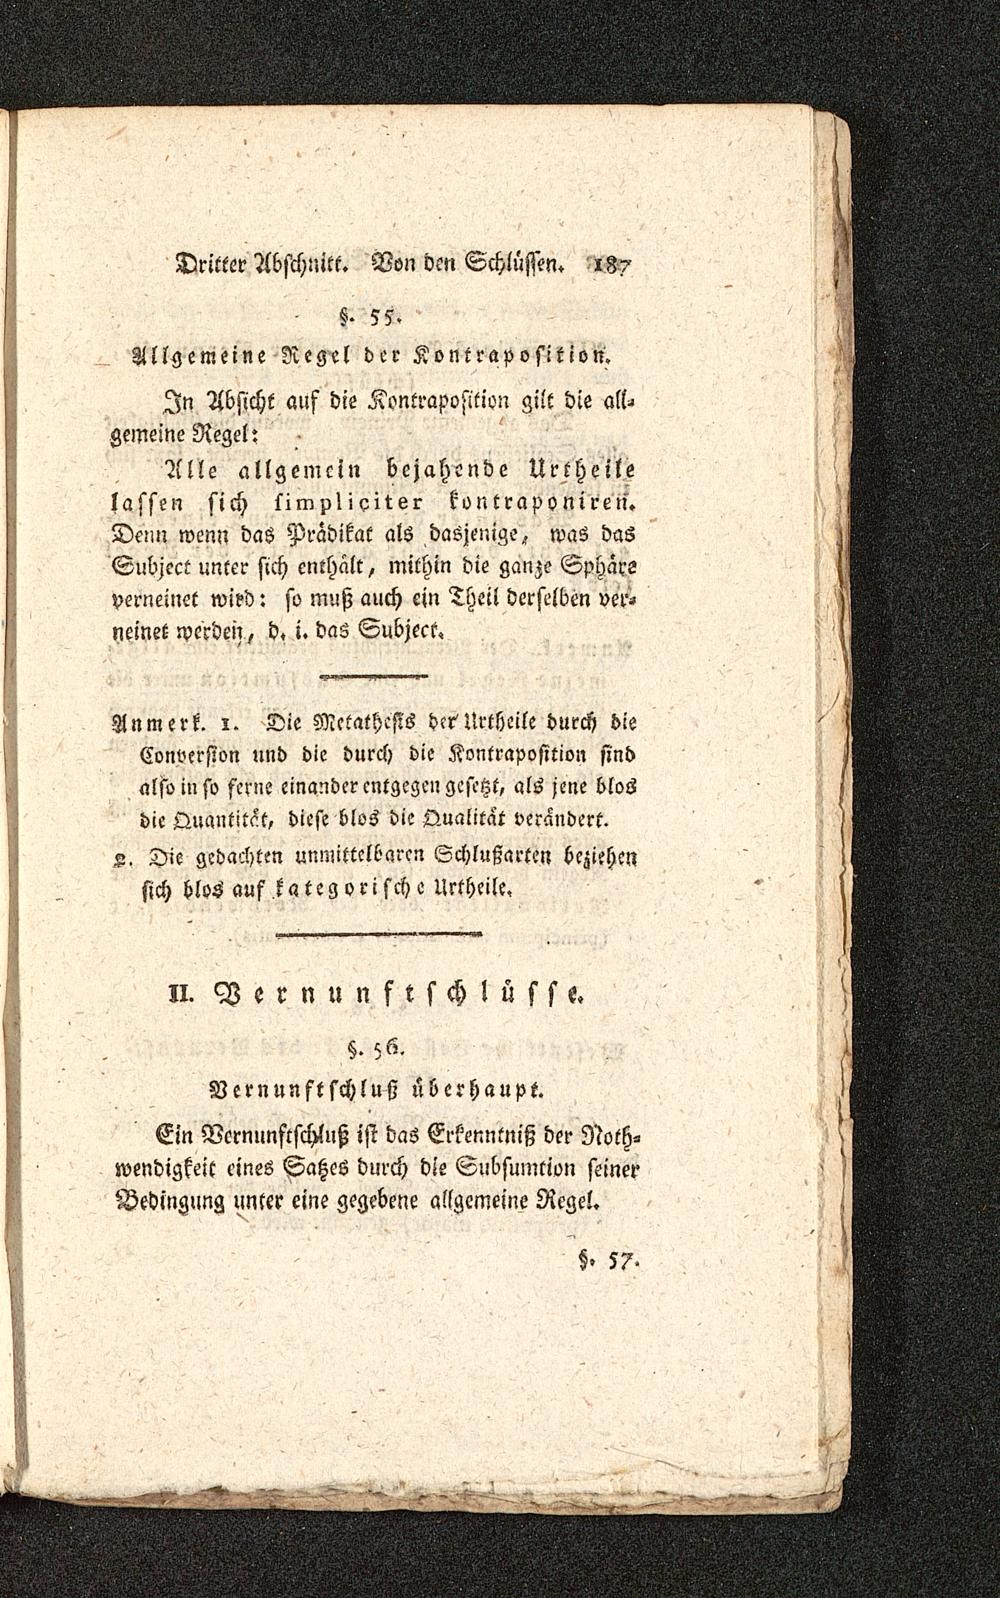 Dritter Abschnitt. Von den Schlüssen. 187
§. 55.
Allgemeine Regel der Kontraposition.
In Absicht auf die Kontraposition gilt die all-
gemeine Regel:
Alle allgemein bejahende Urtheile
lassen sich simpliciter kontraponiren.
Denn wenn das Prädikat als dasjenige, was das
Subject unter sich enthält, mithin die ganze Sphäre
verneinet wird: so muß auch ein Theil derselben ver-
neinet werden, d. i. das Subject.
Anmerk. 1. Die Metathesis der Urtheile durch die
Conversion und die durch die Kontraposition sind
also in so ferne einander entgegen gesetzt, als jene blos
die Quantität, diese blos die Qualität verändert.
2. Die gedachten unmittelbaren Schlußarten beziehen
sich blos auf kategorische Urtheile.
II. Vernunftschlüsse.
§. 56.
Vernunftschluß überhaupt.
Ein Vernunftschluß ist das Erkenntniß der Noth-
wendigkeit eines Satzes durch die Subsumtion seiner
Bedingung unter eine gegebene allgemeine Regel.
§. 57.